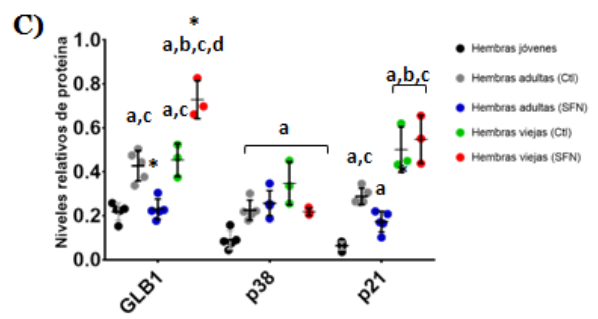 C)
Niveles relativos de proteína
1.0
0.8
0.6
0.4
0.2
0.0
*
a,b,c,d
a,c
*
a,c
a
a,b,c
a,c
a
*
GLB1
p38
p21
Hembras jóvenes
Hembras adultas (Ctl)
Hembras adultas (SFN)
Hembras viejas (Ctl)
Hembras viejas (SFN)